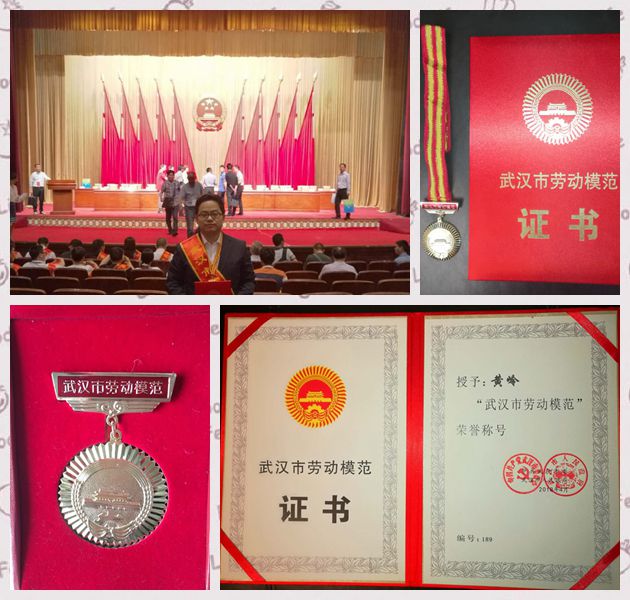 武汉市劳动模范
证书
武汉市劳动模范
武汉市劳动模范
证书
授予：黄岭
“武汉市劳动模范”
荣誉称号
编号：189